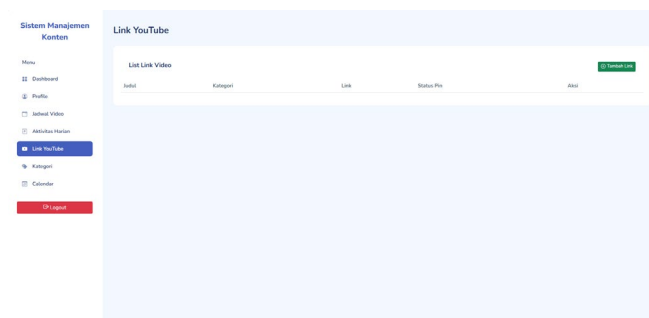 Sistem Manajemen
Konten
Menu
Dashboard
Profile
Jadwal Video
Aktivitas Harian
Link YouTube
Kategori
Calendar
Logout
Link YouTube
List Link Video
Tambah Link
Judul Kategori Link Status Pin Aksi